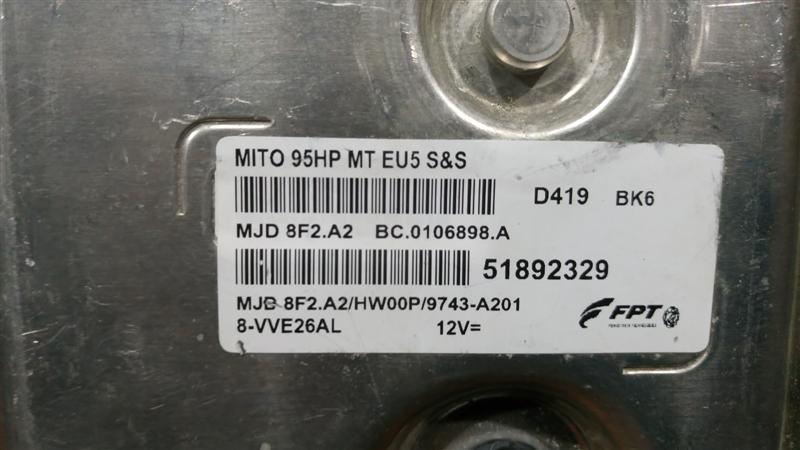 MITO 95HP MT EU5 S&S
D419 BK6
MJD 8F2.A2 BC.0106898.A
51892329
MJD 8F2.A2/HW00P/9743-A201
8-VVE26AL 12V=
FPT